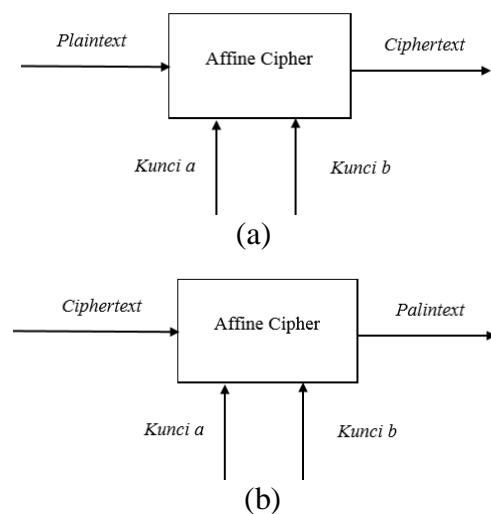 Plaintext
Affine Cipher
Ciphertext
Kunci a
Kunci b
(a)
Ciphertext
Affine Cipher
Palintext
Kunci a
Kunci b
(b)